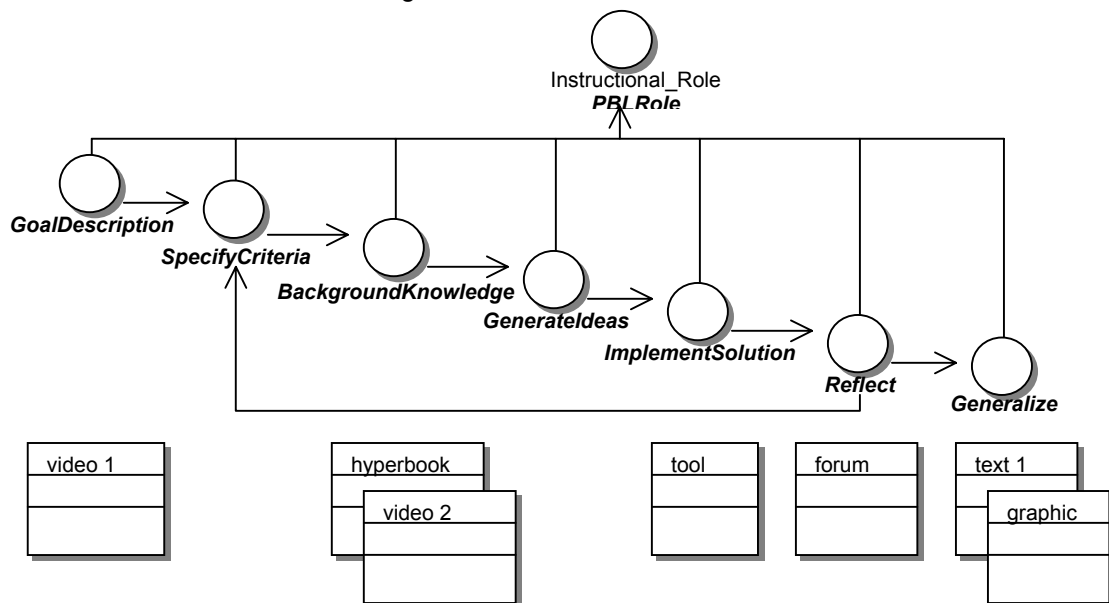 Instructional_Role
PBLRole
GoalDescription
SpecifyCriteria
BackgroundKnowledge
GenerateIdeas
ImplementSolution
Reflect
Generalize
video 1
hyperbook
video 2
tool
forum
text 1
graphic